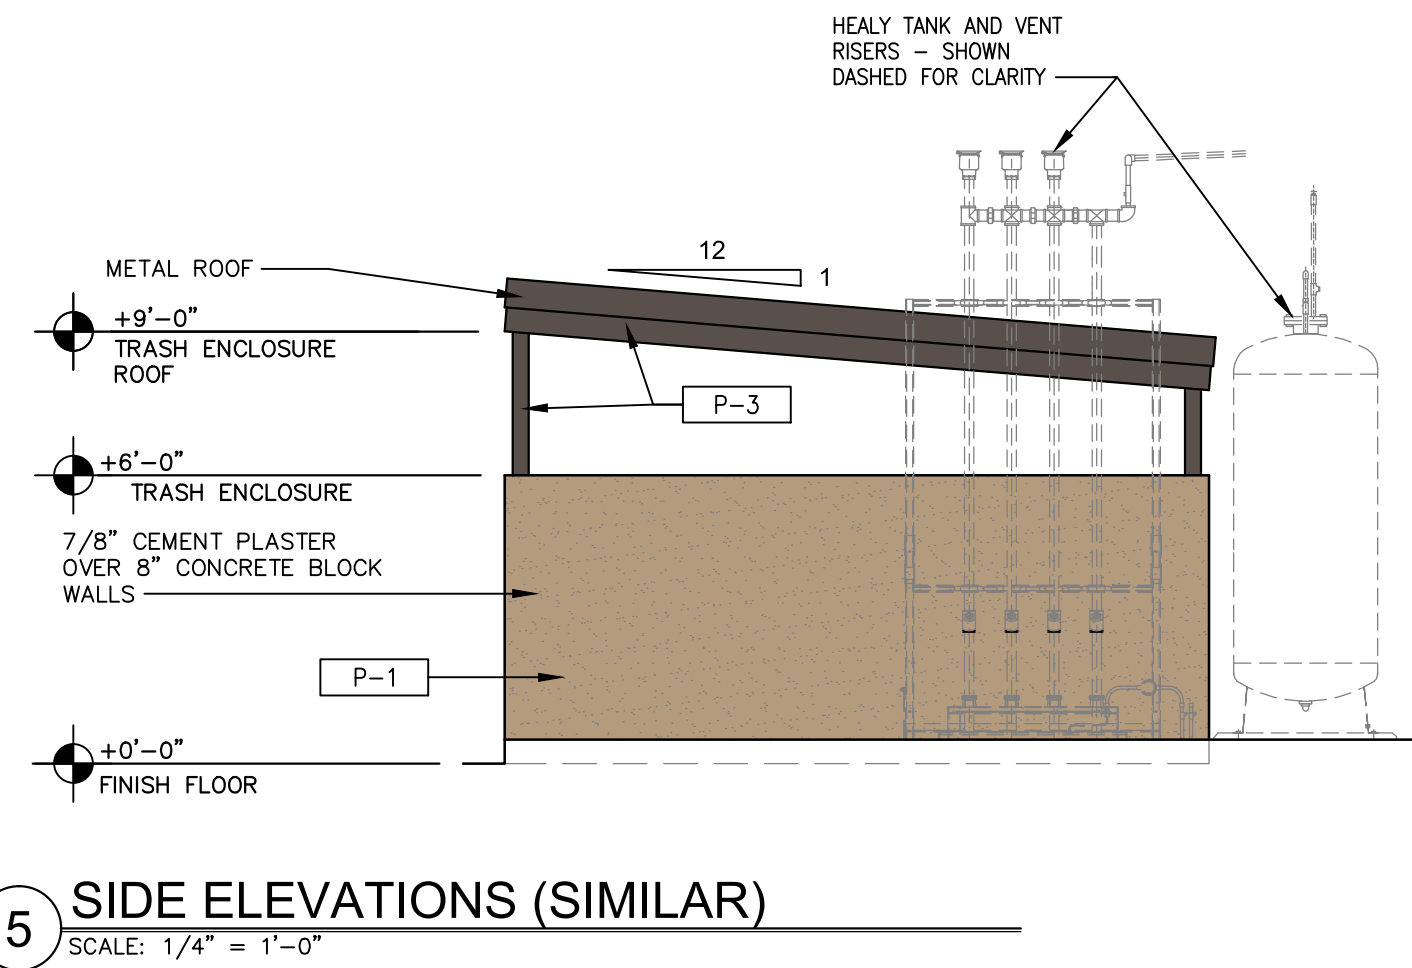 HEALY TANK AND VENT
RISERS – SHOWN
DASHED FOR CLARITY
12
1
METAL ROOF
+9'–0"
TRASH ENCLOSURE
ROOF
P–3
+6'–0"
TRASH ENCLOSURE
7/8" CEMENT PLASTER
OVER 8" CONCRETE BLOCK
WALLS
P–1
+0'–0"
FINISH FLOOR
5
SIDE ELEVATIONS (SIMILAR)
SCALE: 1/4" = 1'–0"